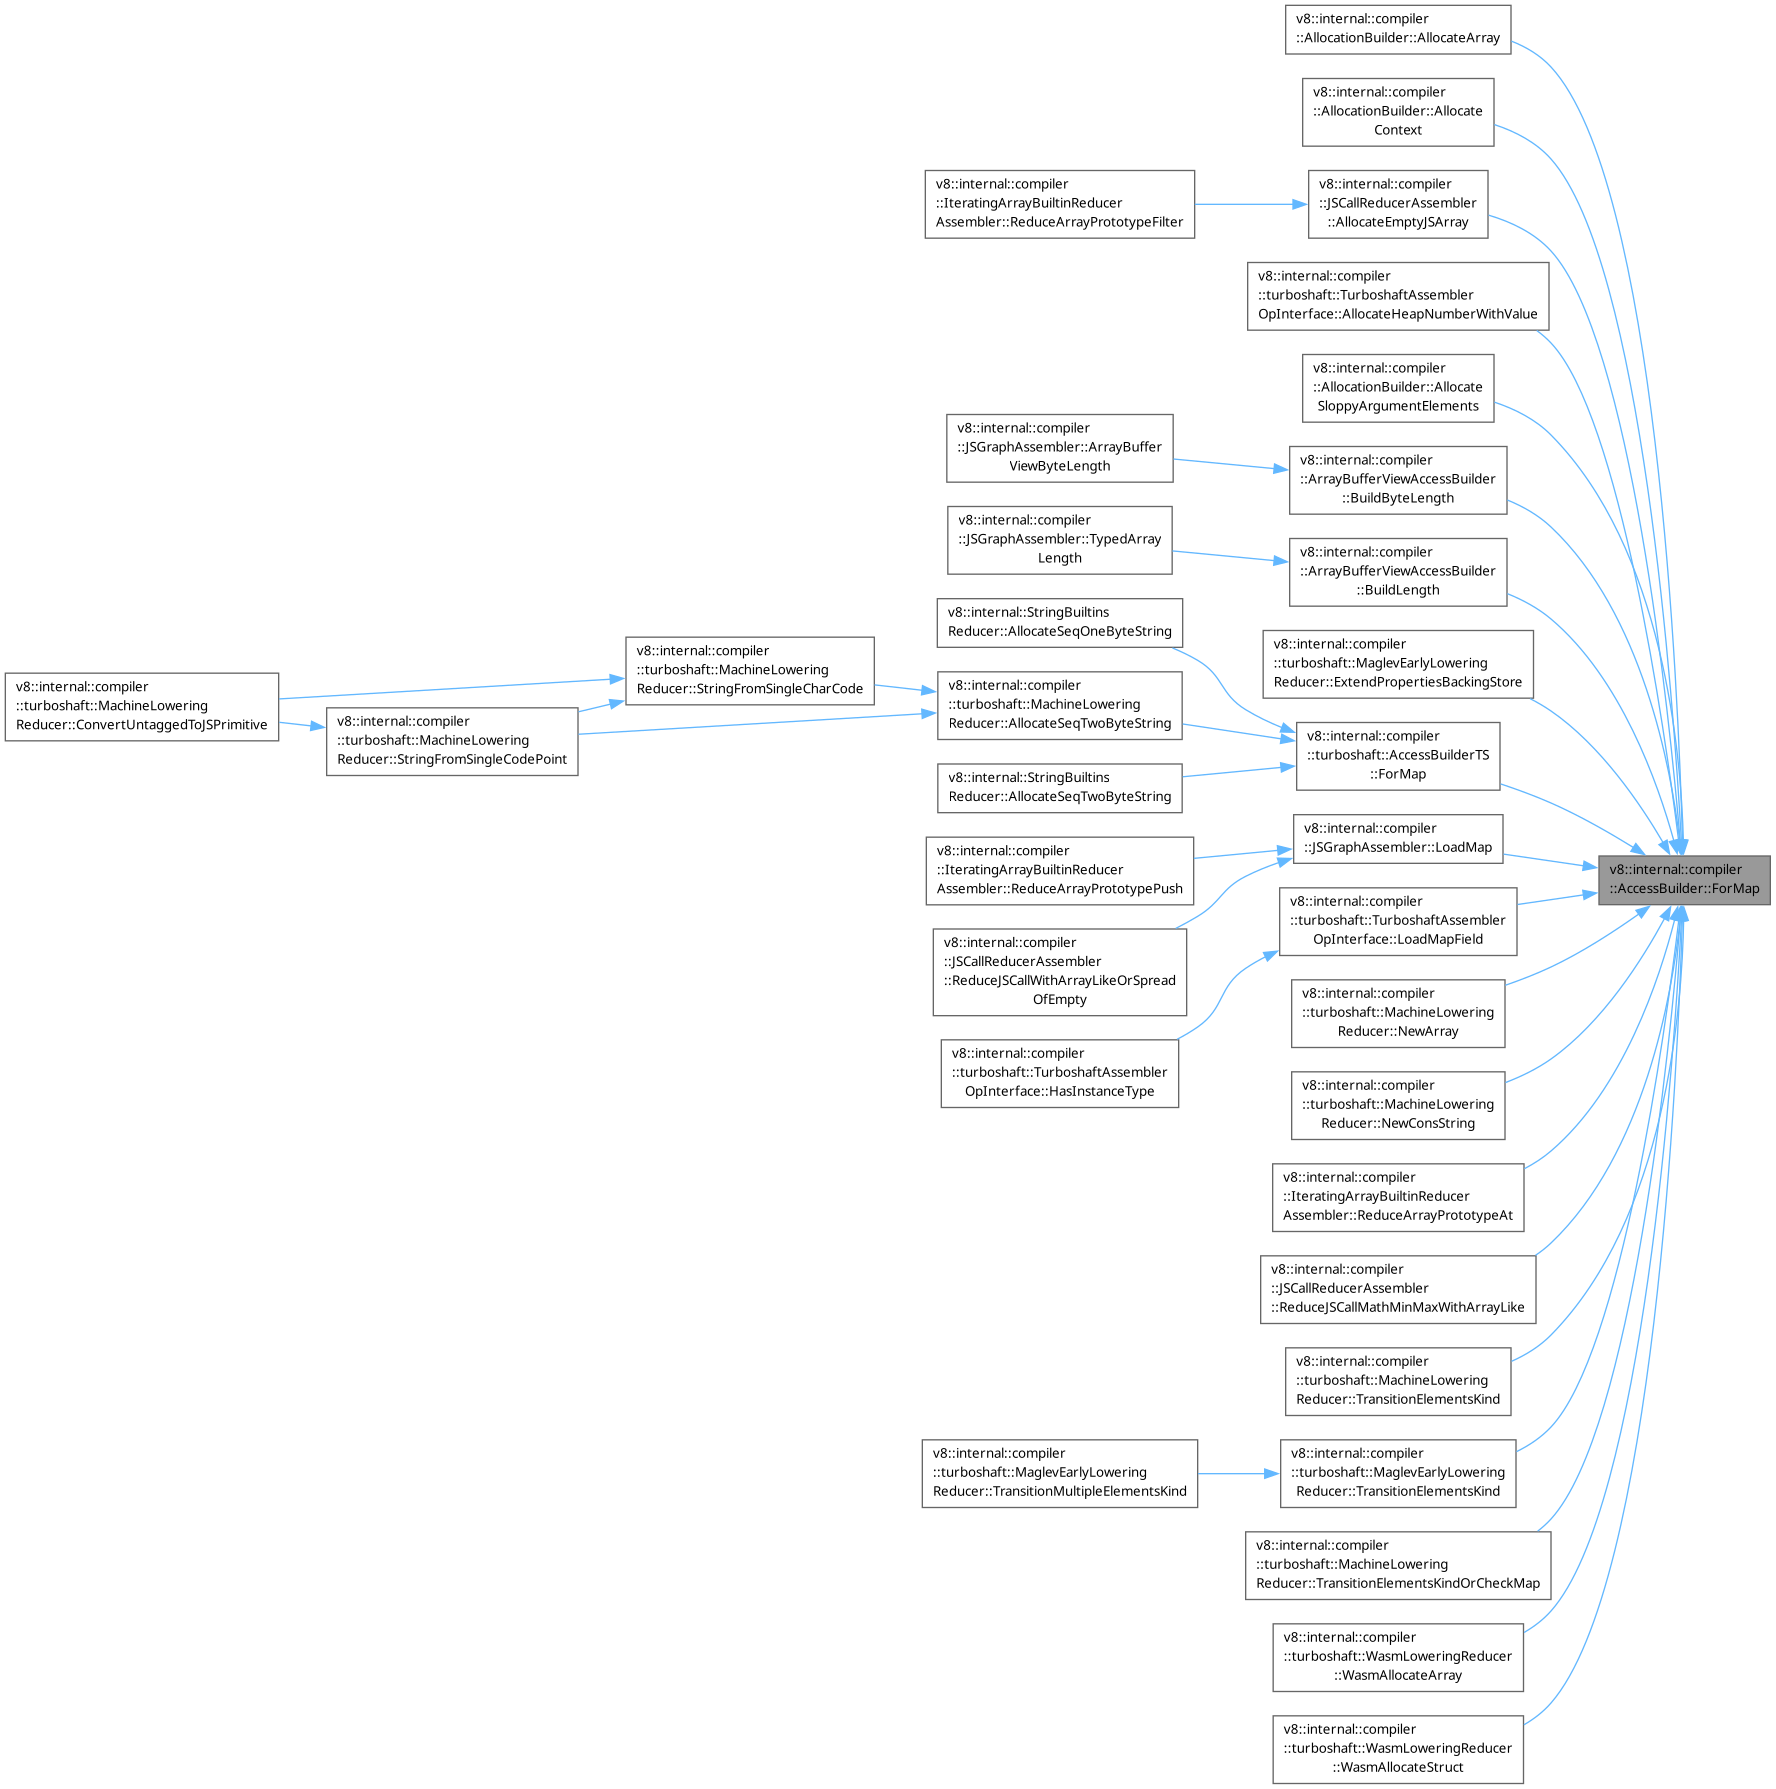 v8::internal::compiler
::AllocationBuilder::AllocateArray
v8::internal::compiler
::AllocationBuilder::Allocate
Context
v8::internal::compiler
::IteratingArrayBuiltinReducer
Assembler::ReduceArrayPrototypeFilter
v8::internal::compiler
::JSCallReducerAssembler
::AllocateEmptyJSArray
v8::internal::compiler
::turboshaft::TurboshaftAssembler
OpInterface::AllocateHeapNumberWithValue
v8::internal::compiler
::AllocationBuilder::Allocate
SloppyArgumentElements
v8::internal::compiler
::JSGraphAssembler::ArrayBuffer
ViewByteLength
v8::internal::compiler
::ArrayBufferViewAccessBuilder
::BuildByteLength
v8::internal::compiler
::JSGraphAssembler::TypedArray
Length
v8::internal::compiler
::ArrayBufferViewAccessBuilder
::BuildLength
v8::internal::StringBuiltins
Reducer::AllocateSeqOneByteString
v8::internal::compiler
::turboshaft::MaglevEarlyLowering
Reducer::ExtendPropertiesBackingStore
v8::internal::compiler
::turboshaft::MachineLowering
Reducer::StringFromSingleCharCode
v8::internal::compiler
::turboshaft::MachineLowering
Reducer::ConvertUntaggedToJSPrimitive
v8::internal::compiler
::turboshaft::MachineLowering
Reducer::StringFromSingleCodePoint
v8::internal::compiler
::turboshaft::MachineLowering
Reducer::AllocateSeqTwoByteString
v8::internal::compiler
::turboshaft::AccessBuilderTS
::ForMap
v8::internal::StringBuiltins
Reducer::AllocateSeqTwoByteString
v8::internal::compiler
::JSGraphAssembler::LoadMap
v8::internal::compiler
::IteratingArrayBuiltinReducer
Assembler::ReduceArrayPrototypePush
v8::internal::compiler
::AccessBuilder::ForMap
v8::internal::compiler
::turboshaft::TurboshaftAssembler
OpInterface::LoadMapField
v8::internal::compiler
::JSCallReducerAssembler
::ReduceJSCallWithArrayLikeOrSpread
OfEmpty
v8::internal::compiler
::turboshaft::MachineLowering
Reducer::NewArray
v8::internal::compiler
::turboshaft::TurboshaftAssembler
OpInterface::HasInstanceType
v8::internal::compiler
::turboshaft::MachineLowering
Reducer::NewConsString
v8::internal::compiler
::IteratingArrayBuiltinReducer
Assembler::ReduceArrayPrototypeAt
v8::internal::compiler
::JSCallReducerAssembler
::ReduceJSCallMathMinMaxWithArrayLike
v8::internal::compiler
::turboshaft::MachineLowering
Reducer::TransitionElementsKind
v8::internal::compiler
::turboshaft::MaglevEarlyLowering
Reducer::TransitionMultipleElementsKind
v8::internal::compiler
::turboshaft::MaglevEarlyLowering
Reducer::TransitionElementsKind
v8::internal::compiler
::turboshaft::MachineLowering
Reducer::TransitionElementsKindOrCheckMap
v8::internal::compiler
::turboshaft::WasmLoweringReducer
::WasmAllocateArray
v8::internal::compiler
::turboshaft::WasmLoweringReducer
::WasmAllocateStruct